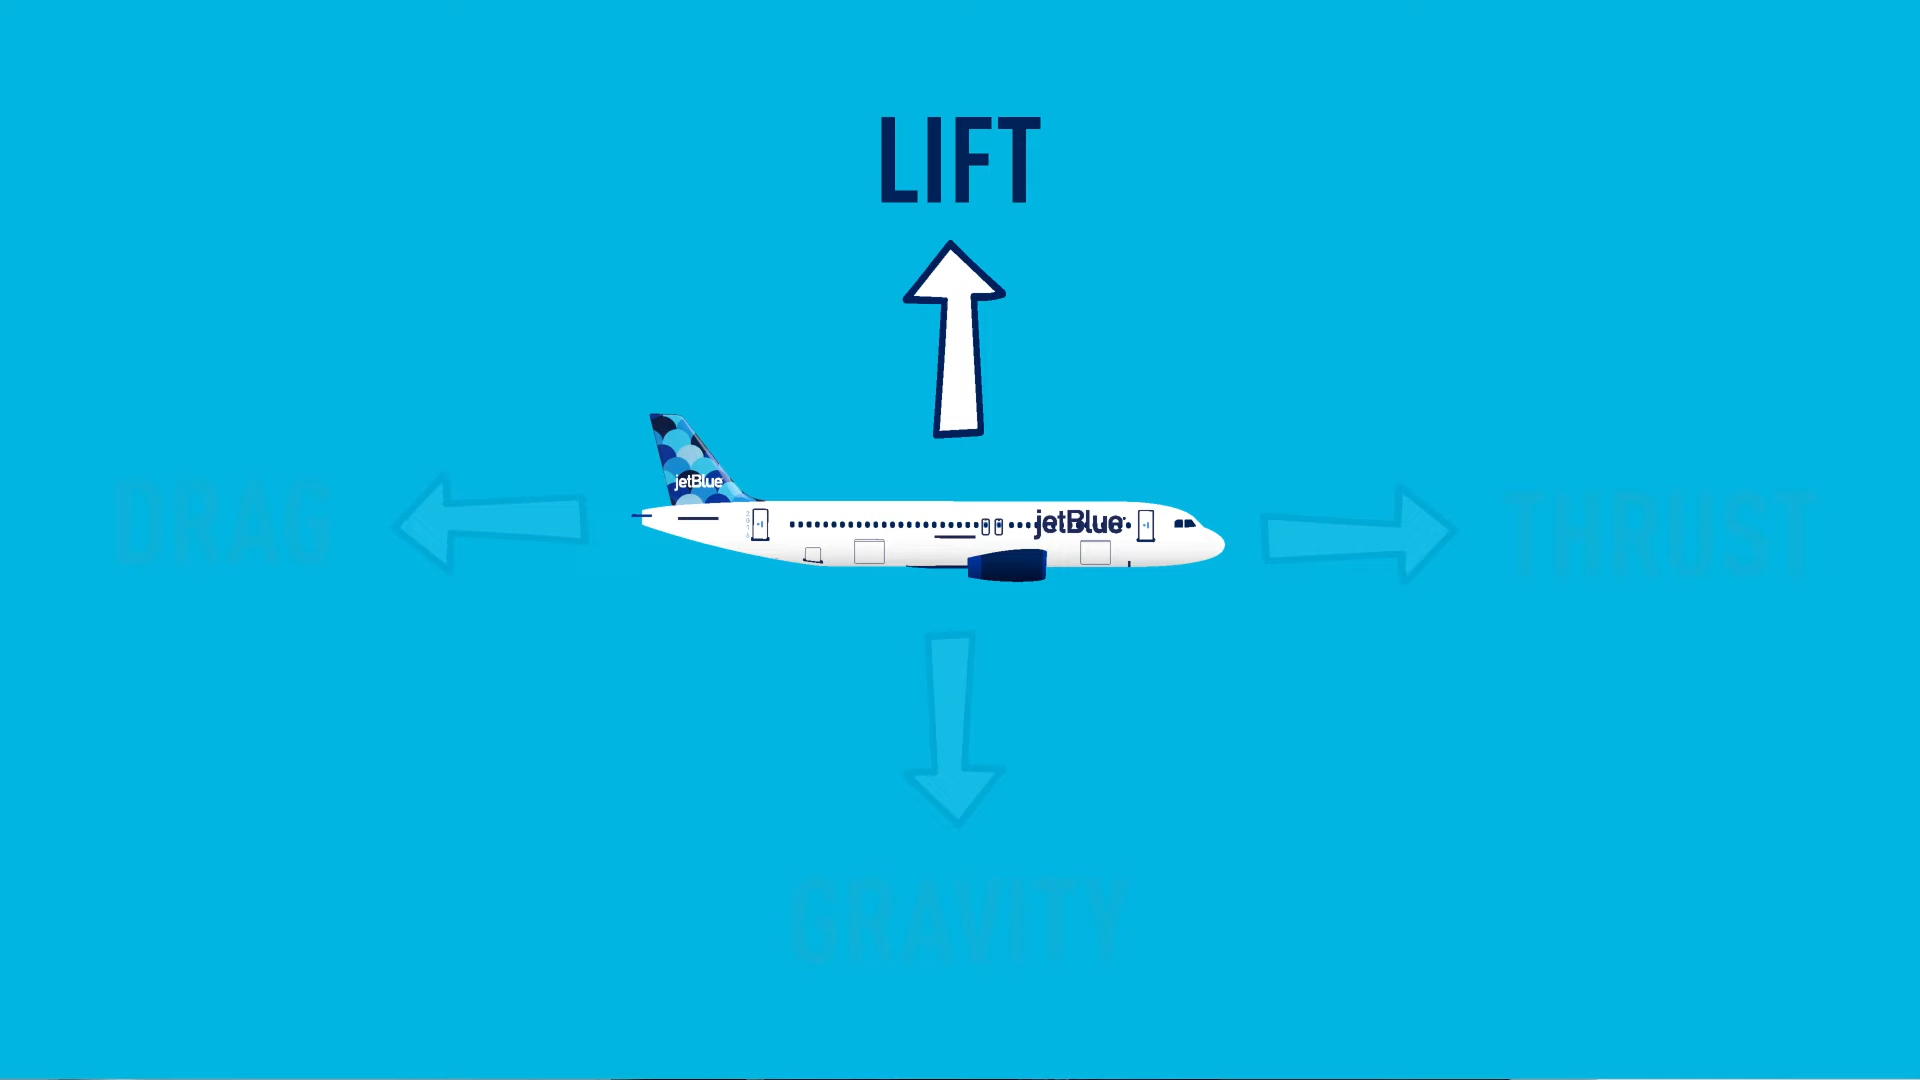 LIFT
jetBlue
jetBlue
DRAG
THRUST
GRAVITY